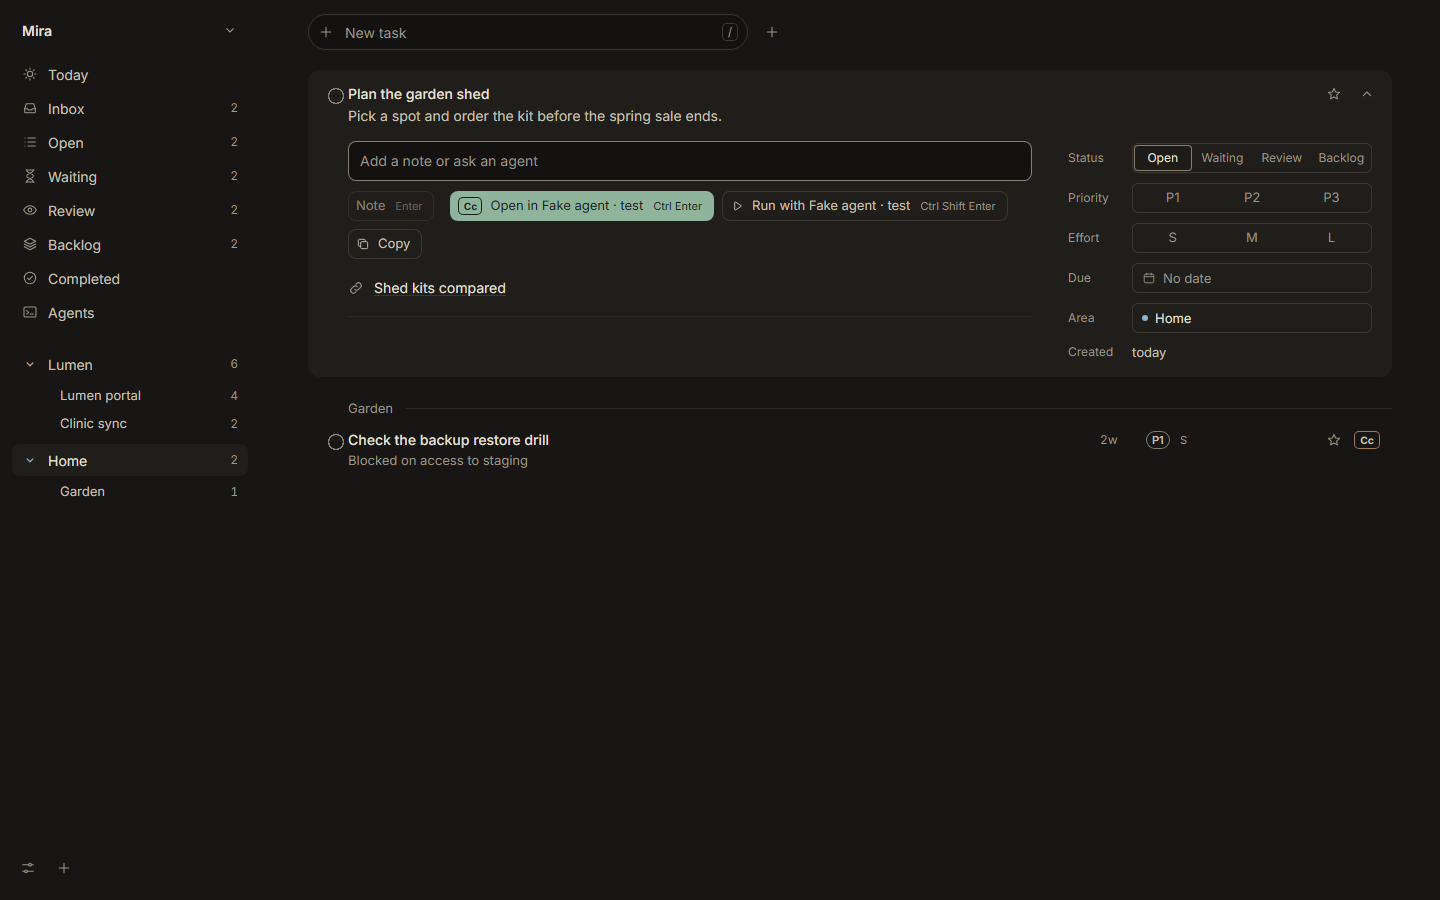 Mira
Today
Inbox 2
Open 2
Waiting 2
Review 2
Backlog 2
Completed
Agents
Lumen 6
Lumen portal 4
Clinic sync 2
Home 2
Garden 1
New task /
Plan the garden shed
Pick a spot and order the kit before the spring sale ends.
Add a note or ask an agent
Note Enter
Cc Open in Fake agent · test Ctrl Enter
Run with Fake agent · test Ctrl Shift Enter
Copy
Shed kits compared
Status Open Waiting Review Backlog
Priority P1 P2 P3
Effort S M L
Due No date
Area Home
Created today
Garden
Check the backup restore drill 2w P1 S Cc
Blocked on access to staging